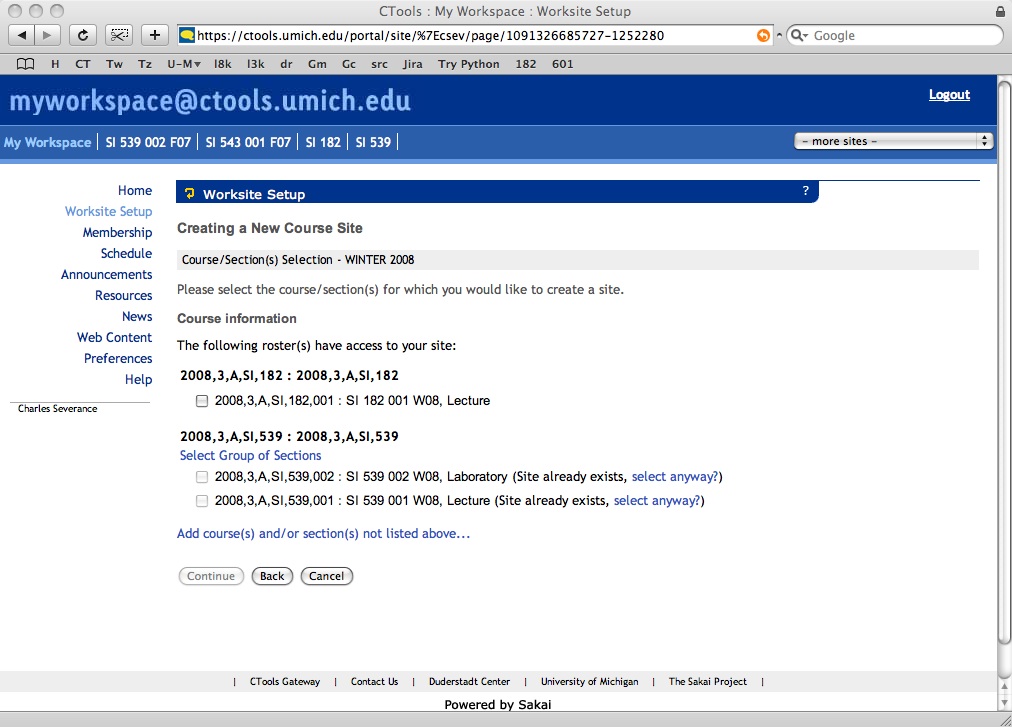 CTools : My Workspace : Worksite Setup
https://ctools.umich.edu/portal/site/%7Ecsev/page/1091326685727-1252280
Google
H CT Tw Tz U-M▾ I8k I3k dr Gm Gc src Jira Try Python 182 601
myworkspace@ctools.umich.edu
Logout
My Workspace | SI 539 002 F07 | SI 543 001 F07 | SI 182 | SI 539 |
– more sites –
Home
Worksite Setup
Membership
Schedule
Announcements
Resources
News
Web Content
Preferences
Help
Charles Severance
Worksite Setup
?
Creating a New Course Site
Course/Section(s) Selection - WINTER 2008
Please select the course/section(s) for which you would like to create a site.
Course information
The following roster(s) have access to your site:
2008,3,A,SI,182 : 2008,3,A,SI,182
2008,3,A,SI,182,001 : SI 182 001 W08, Lecture
2008,3,A,SI,539 : 2008,3,A,SI,539
Select Group of Sections
2008,3,A,SI,539,002 : SI 539 002 W08, Laboratory (Site already exists, select anyway?)
2008,3,A,SI,539,001 : SI 539 001 W08, Lecture (Site already exists, select anyway?)
Add course(s) and/or section(s) not listed above...
Continue Back Cancel
| CTools Gateway | Contact Us | Duderstadt Center | University of Michigan | The Sakai Project |
Powered by Sakai